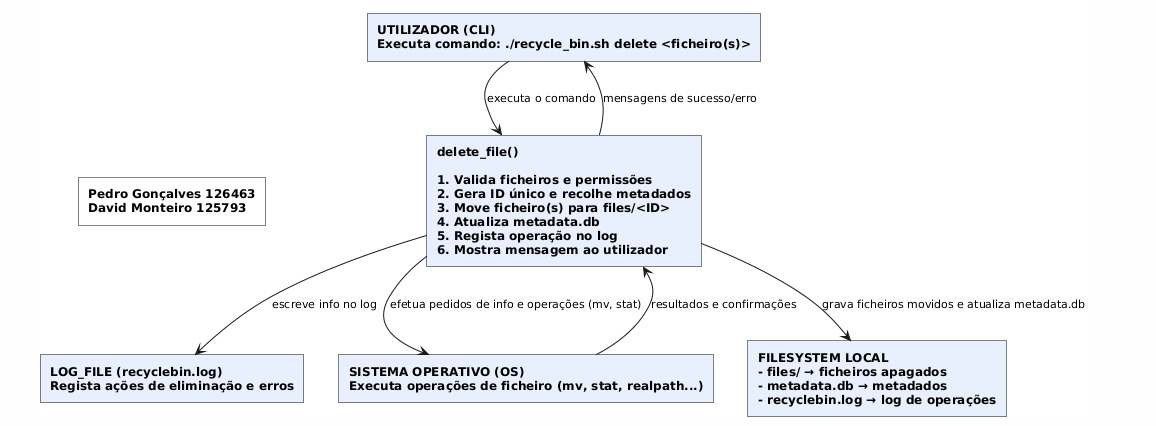 UTILIZADOR (CLI)
Executa comando: ./recycle_bin.sh delete <ficheiro(s)>
executa o comando
mensagens de sucesso/erro
delete_file()
1. Valida ficheiros e permissões
2. Gera ID único e recolhe metadados
3. Move ficheiro(s) para files/<ID>
4. Atualiza metadata.db
5. Regista operação no log
6. Mostra mensagem ao utilizador
Pedro Gonçalves 126463
David Monteiro 125793
escreve info no log
efetua pedidos de info e operações (mv, stat)
resultados e confirmações
grava ficheiros movidos e atualiza metadata.db
LOG_FILE (recyclebin.log)
Regista ações de eliminação e erros
SISTEMA OPERATIVO (OS)
Executa operações de ficheiro (mv, stat, realpath...)
FILESYSTEM LOCAL
- files/ → ficheiros apagados
- metadata.db → metadados
- recyclebin.log → log de operações